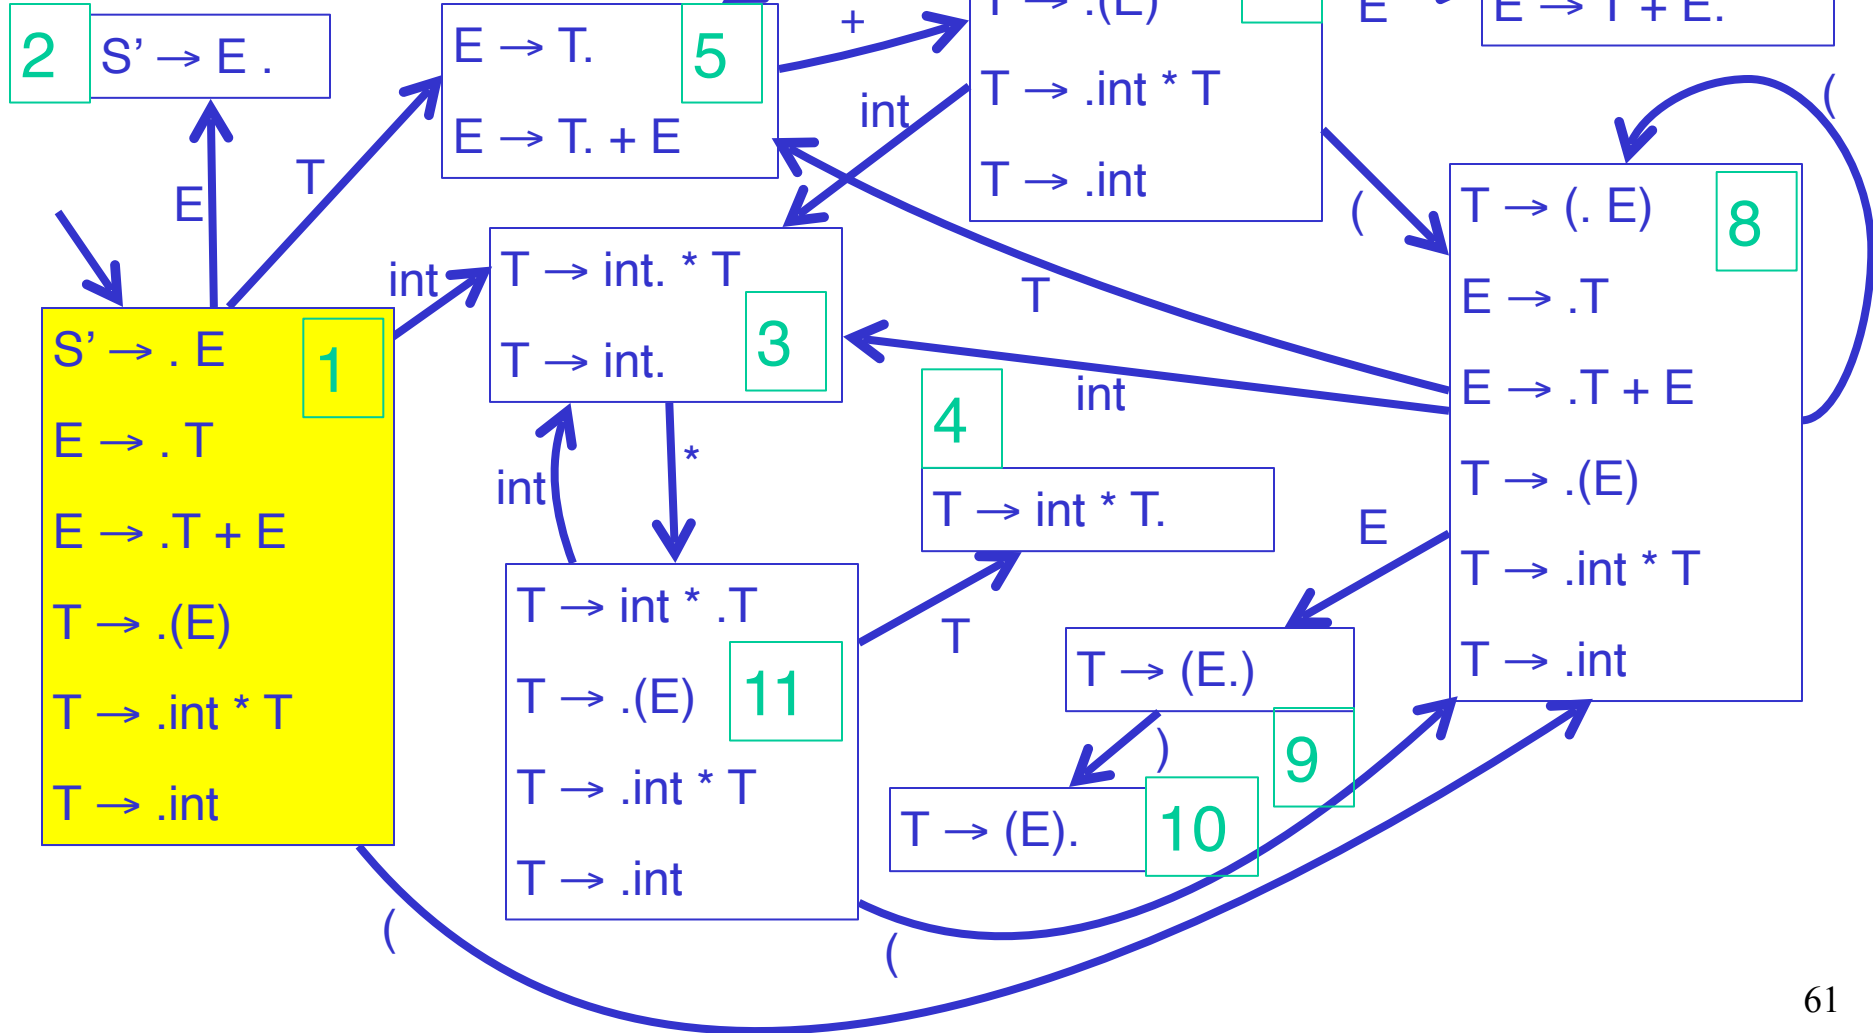 2
S’ → E .
E → T.
5
E → T. + E
+
T → .(E)
T → .int * T
T → .int
E
E → T + E.
(
int
T
E
(
T → (. E)
8
E → .T
E → .T + E
T → .(E)
T → .int * T
T → .int
int
T → int. * T
3
T → int.
T
int
S’ → . E
1
E → . T
E → .T + E
T → .(E)
T → .int * T
T → .int
int
*
4
T → int * T.
E
T → int * .T
T → .(E)
11
T → .int * T
T → .int
T
T → (E.)
9
)
T → (E).
10
(
(
61